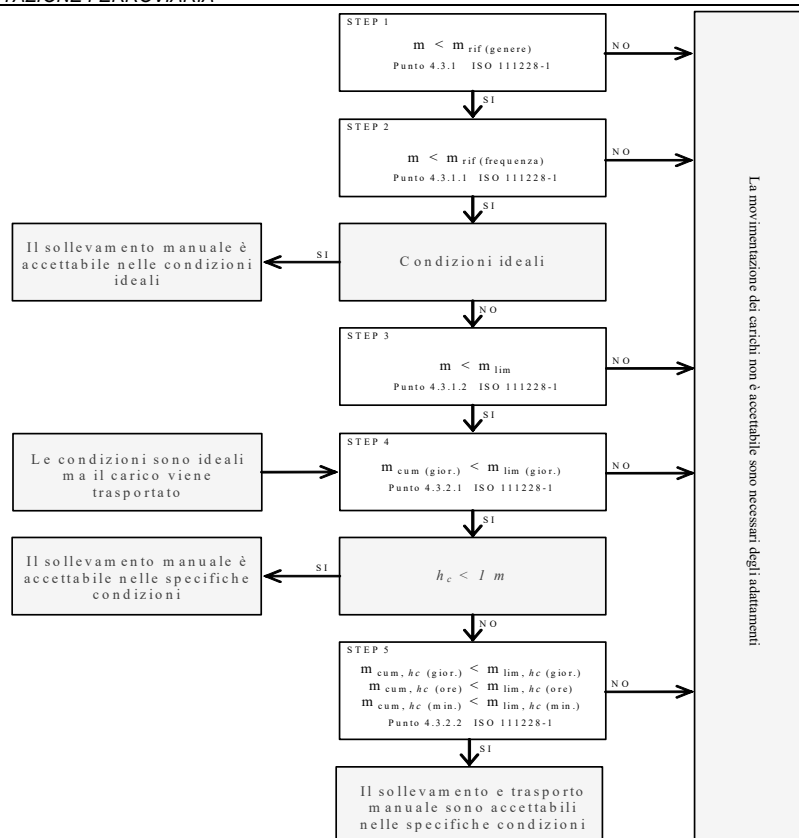 STEP 1
m < m rif (genere)
Punto 4.3.1 ISO 111228-1
NO
SI
STEP 2
m < m rif (frequenza)
Punto 4.3.1.1 ISO 111228-1
NO
SI
Il sollevamento manuale è
accettabile nelle condizioni
ideali
SI
Condizioni ideali
NO
STEP 3
m < m lim
Punto 4.3.1.2 ISO 111228-1
NO
SI
Le condizioni sono ideali
ma il carico viene
trasportato
STEP 4
m cum (gior.) < m lim (gior.)
Punto 4.3.2.1 ISO 111228-1
NO
SI
Il sollevamento manuale è
accettabile nelle specifiche
condizioni
SI
h c < 1 m
NO
STEP 5
m cum, hc (gior.) < m lim, hc (gior.)
m cum, hc (ore) < m lim, hc (ore)
m cum, hc (min.) < m lim, hc (min.)
Punto 4.3.2.2 ISO 111228-1
NO
SI
Il sollevamento e trasporto
manuale sono accettabili
nelle specifiche condizioni
La movimentazione dei carichi non è accettabile sono necessari degli adattamenti